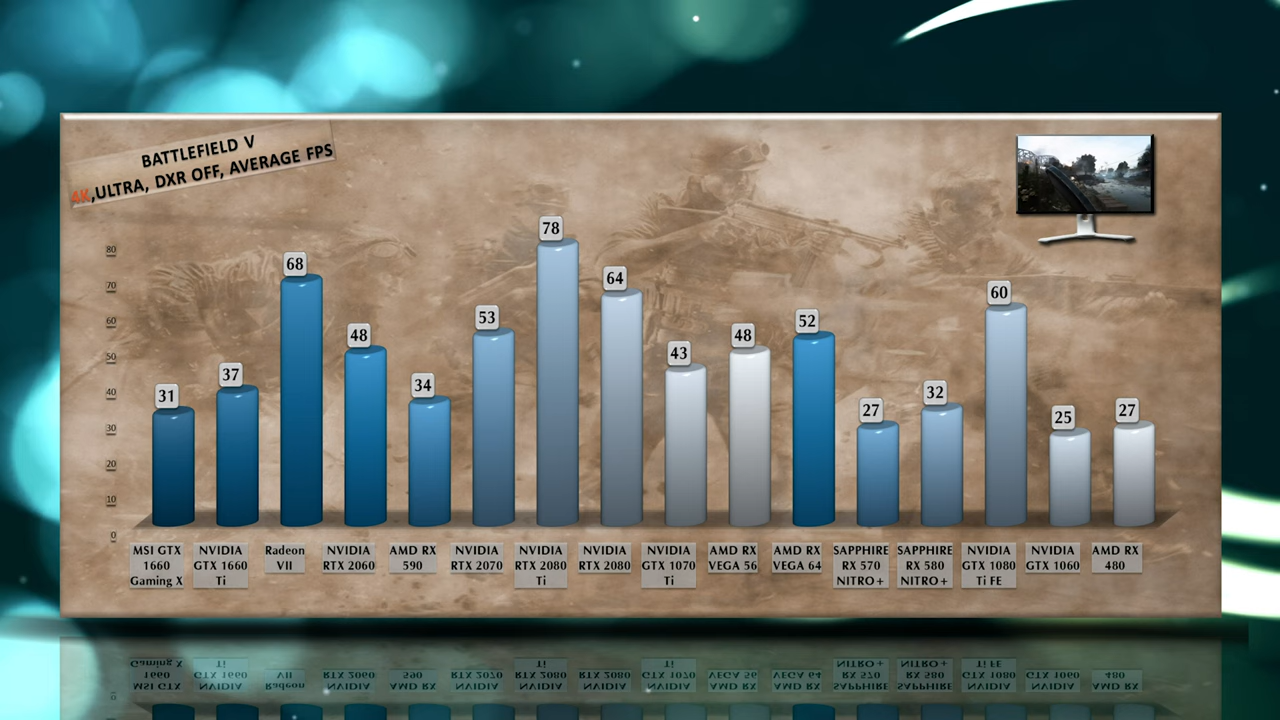 BATTLEFIELD V
4K,ULTRA, DXR OFF, AVERAGE FPS
80
70
60
50
40
30
20
10
0
31
37
68
48
34
53
78
64
43
48
52
27
32
60
25
27
MSI GTX
1660
Gaming X
NVIDIA
GTX 1660
Ti
Radeon
VII
NVIDIA
RTX 2060
AMD RX
590
NVIDIA
RTX 2070
NVIDIA
RTX 2080
Ti
NVIDIA
RTX 2080
NVIDIA
GTX 1070
Ti
AMD RX
VEGA 56
AMD RX
VEGA 64
SAPPHIRE
RX 570
NITRO+
SAPPHIRE
RX 580
NITRO+
NVIDIA
GTX 1080
Ti FE
NVIDIA
GTX 1060
AMD RX
480